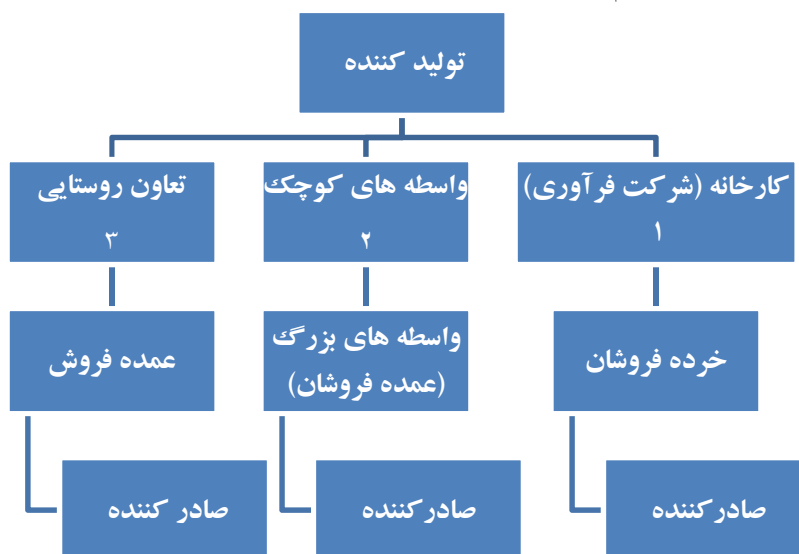 تولید کننده
کارخانه (شرکت فرآوری)
۱
واسطه های کوچک
۲
تعاون روستایی
۳
خرده فروشان
واسطه های بزرگ
(عمده فروشان)
عمده فروش
صادرکننده
صادرکننده
صادر کننده